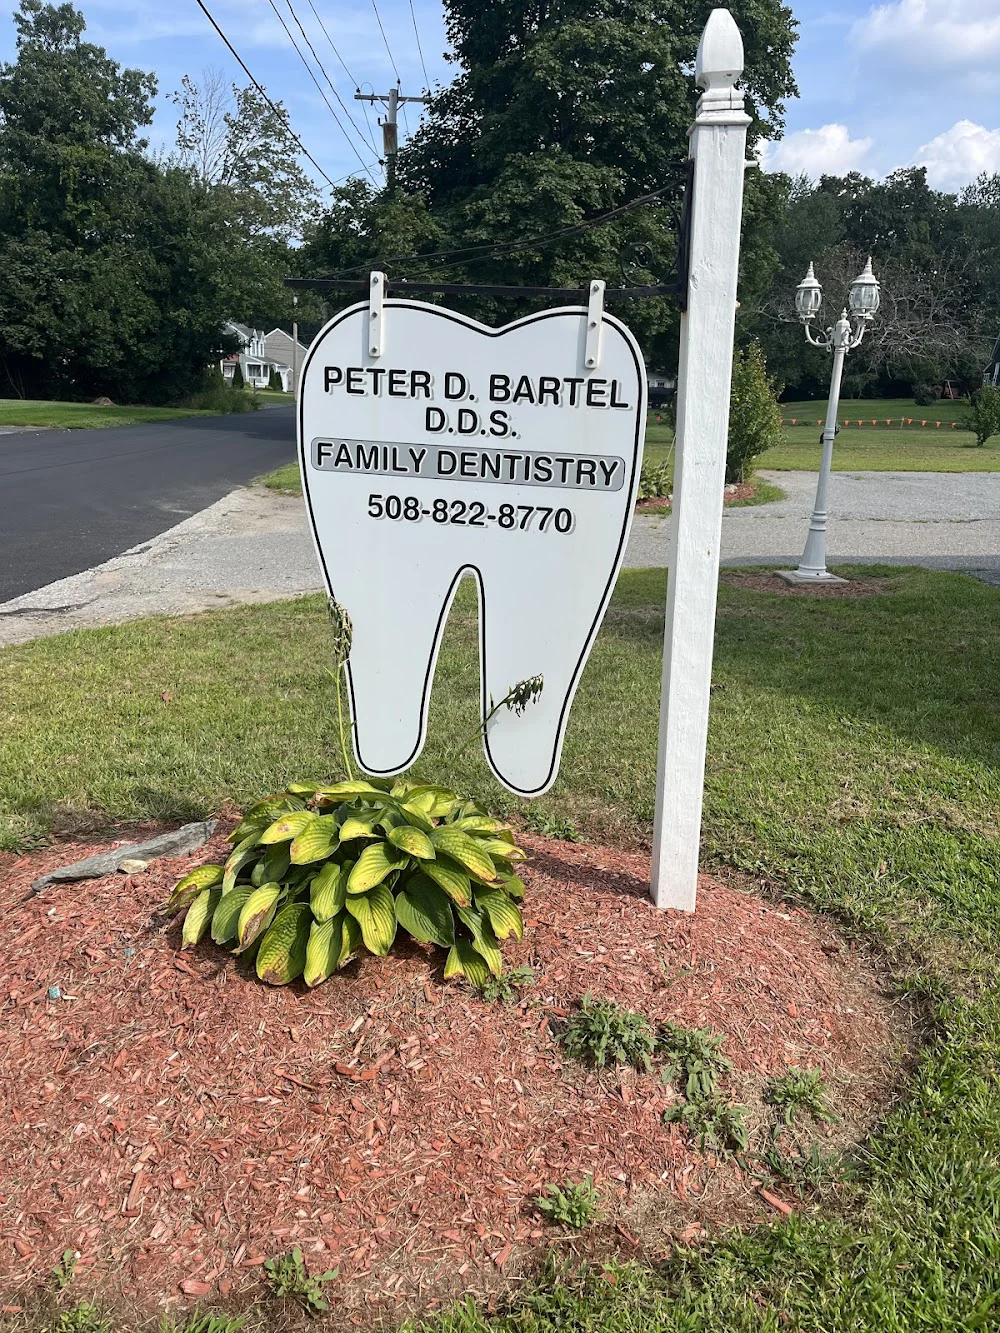 PETER D. BARTEL
D.D.S.
FAMILY DENTISTRY
508-822-8770